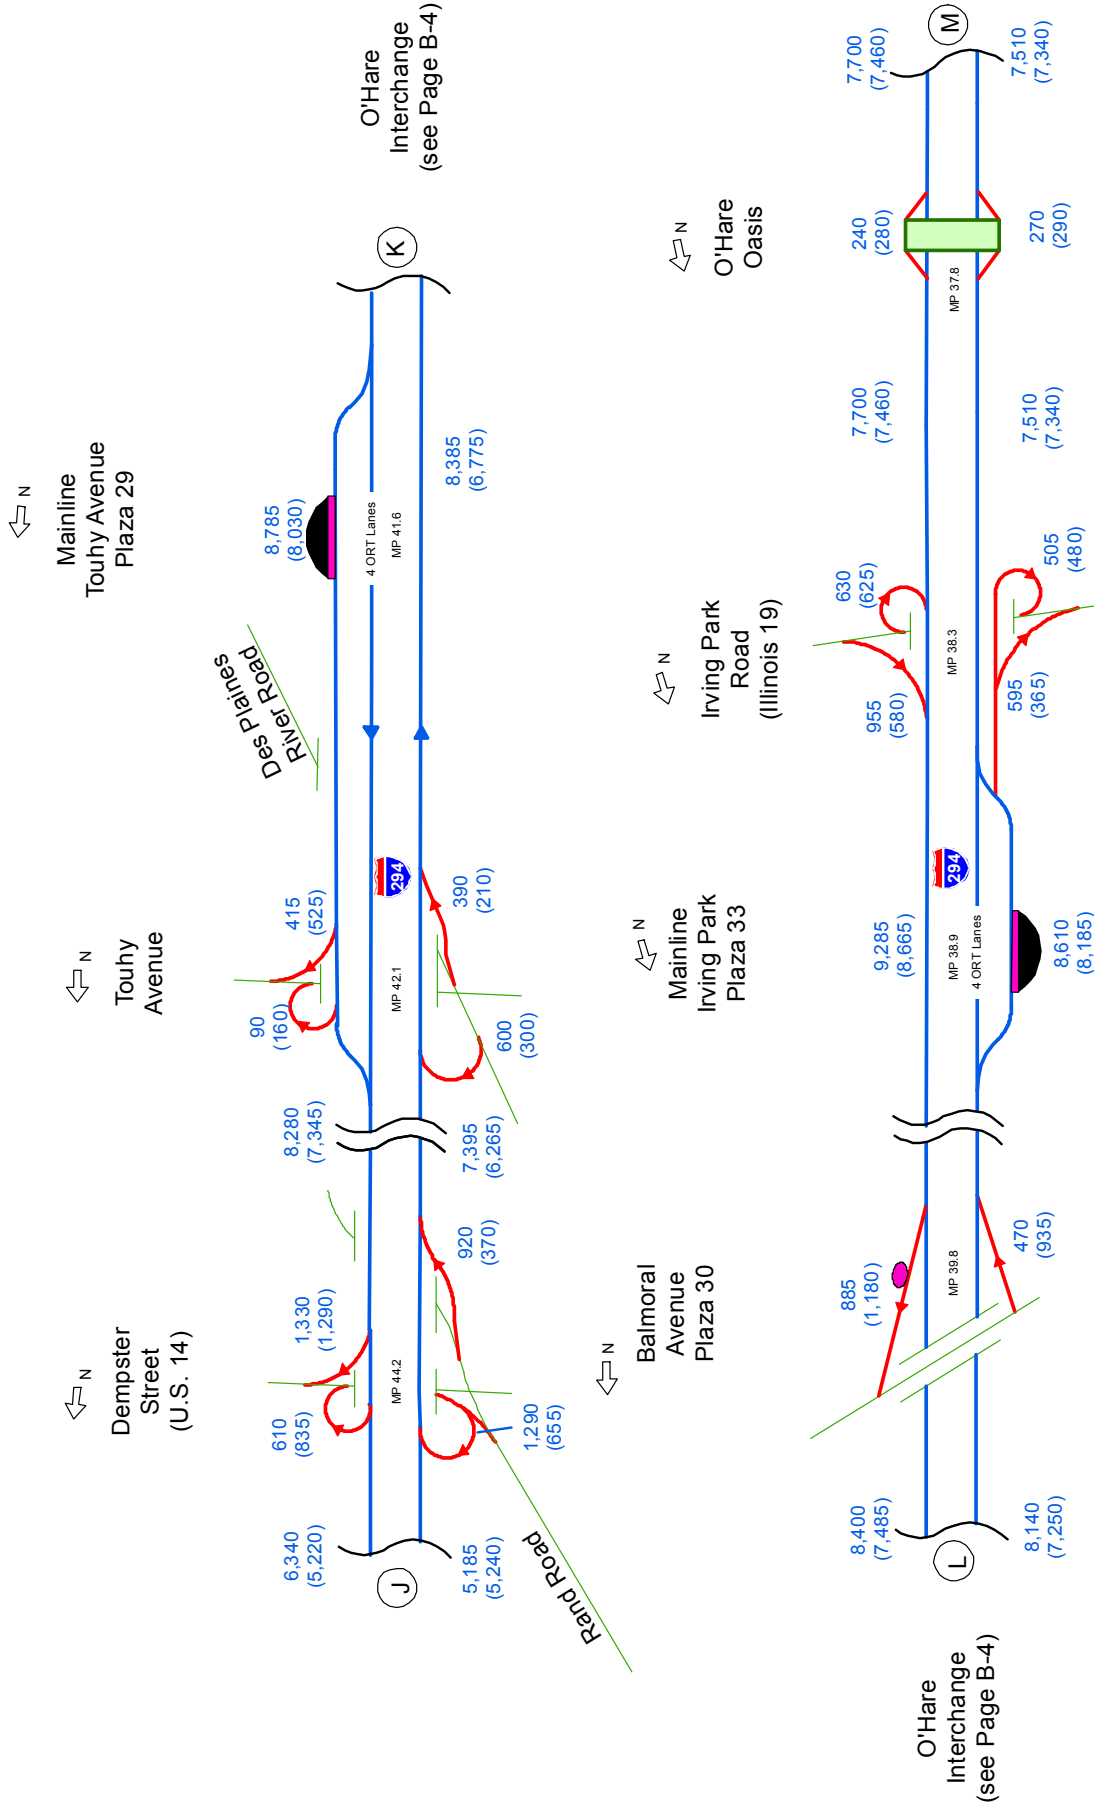 N
Dempster
Street
(U.S. 14)
N
Touhy
Avenue
N
Mainline
Touhy Avenue
Plaza 29
6,340
(5,220)
610
(835)
1,330
(1,290)
8,280
(7,345)
90
(160)
415
(525)
Des Plaines
River Road
8,785
(8,030)
O'Hare
Interchange
(see Page B-4)
J
MP 44.2
MP 42.1
294
4 ORT Lanes
MP 41.6
K
5,185
(5,240)
Rand Road
1,290
(655)
920
(370)
7,395
(6,265)
600
(300)
390
(210)
8,385
(6,775)
N
Balmoral
Avenue
Plaza 30
N
Mainline
Irving Park
Plaza 33
N
Irving Park
Road
(Illinois 19)
N
O'Hare
Oasis
O'Hare
Interchange
(see Page B-4)
8,400
(7,485)
885
(1,180)
9,285
(8,665)
955
(580)
630
(625)
7,700
(7,460)
240
(280)
7,700
(7,460)
L
MP 39.8
MP 38.9
4 ORT Lanes
294
MP 38.3
MP 37.8
M
8,140
(7,250)
470
(935)
8,610
(8,185)
595
(365)
505
(480)
7,510
(7,340)
270
(290)
7,510
(7,340)